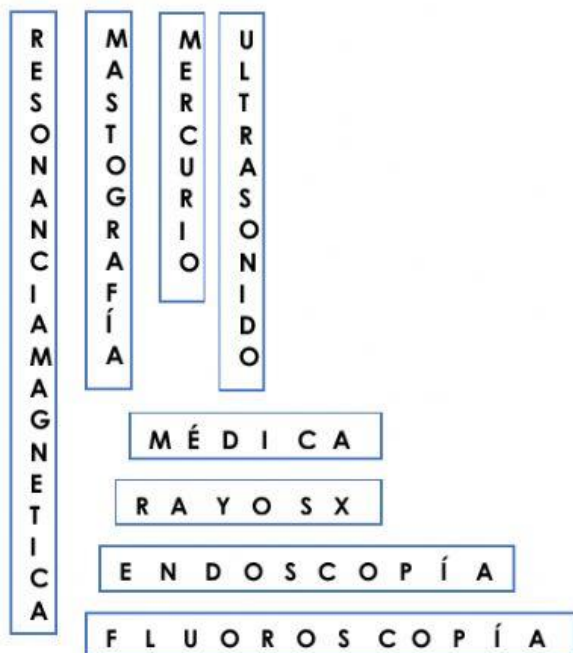 RESONANCIAMAGNETICA
MASTOGRAFÍA
MERCURIO
ULTRASONIDO
MÉDICA
RAYOSX
ENDOSCOPÍA
FLUOROSCOPÍA